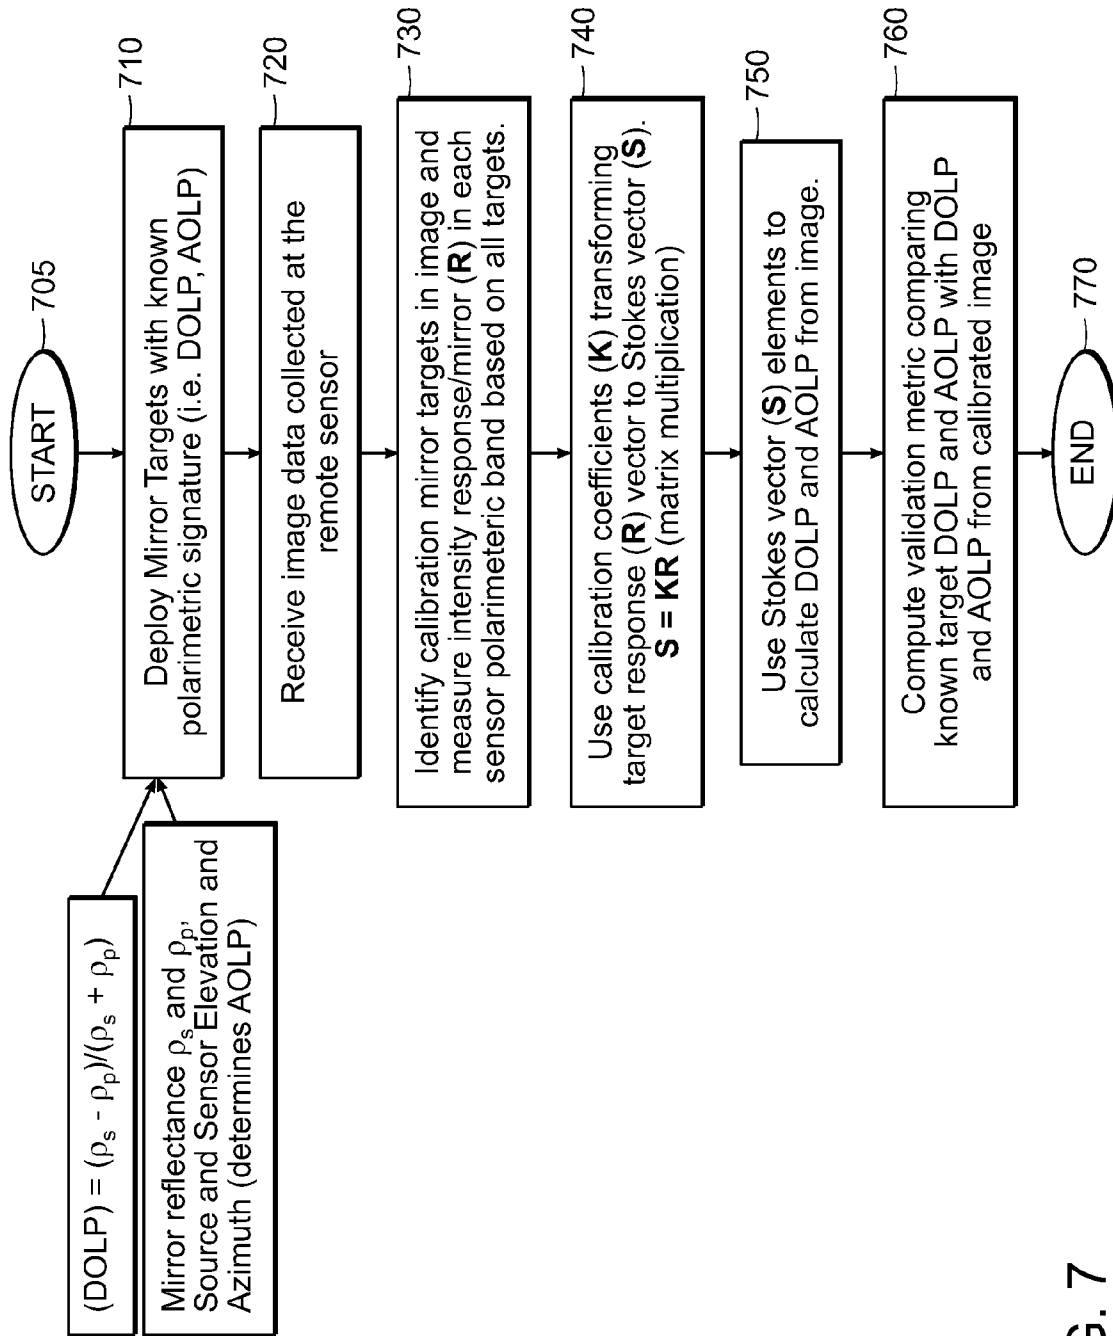 START
705
(DOLP) = (ρs - ρp)/(ρs + ρp)
Mirror reflectance ρs and ρp,
Source and Sensor Elevation and
Azimuth (determines AOLP)
710
Deploy Mirror Targets with known
polarimetric signature (i.e. DOLP, AOLP)
720
Receive image data collected at the
remote sensor
730
Identify calibration mirror targets in image and
measure intensity response/mirror (R) in each
sensor polarimeteric band based on all targets.
740
Use calibration coefficients (K) transforming
target response (R) vector to Stokes vector (S).
S = KR (matrix multiplication)
750
Use Stokes vector (S) elements to
calculate DOLP and AOLP from image.
760
Compute validation metric comparing
known target DOLP and AOLP with DOLP
and AOLP from calibrated image
END
770
. 7